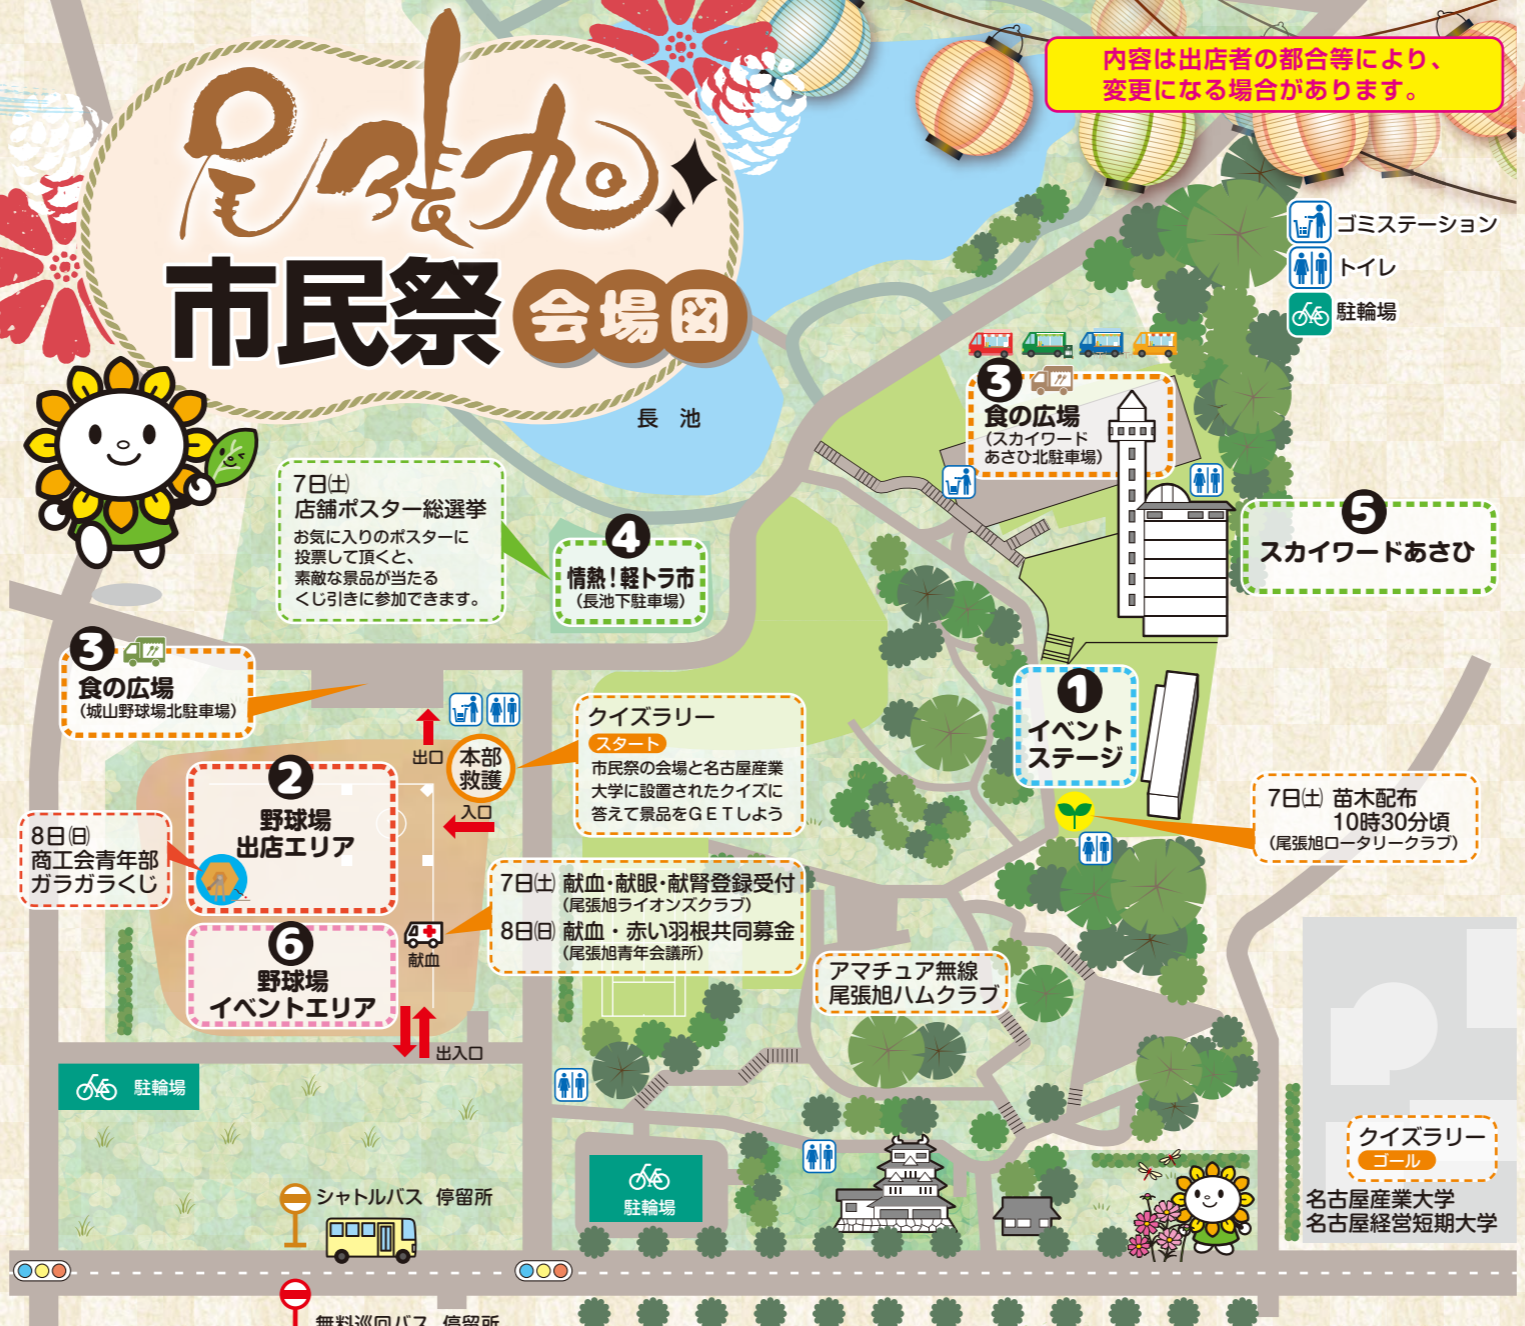 内容は出店者の都合等により、
変更になる場合があります。
尾張旭
市民祭 会場図
ゴミステーション
トイレ
駐輪場
長 池
3
食の広場
(スカイワード
あさひ北駐車場)
7日(土)
店舗ポスター総選挙
お気に入りのポスターに
投票して頂くと、
素敵な景品が当たる
くじ引きに参加できます。
4
情熱!軽トラ市
(長池下駐車場)
5
スカイワードあさひ
3
食の広場
(城山野球場北駐車場)
出口
本部
救護
入口
クイズラリー
スタート
市民祭の会場と名古屋産業
大学に設置されたクイズに
答えて景品をGETしよう
1
イベント
ステージ
7日(土) 苗木配布
10時30分頃
(尾張旭ロータリークラブ)
2
野球場
出店エリア
8日(日)
商工会青年部
ガラガラくじ
7日(土) 献血・献眼・献腎登録受付
(尾張旭ライオンズクラブ)
8日(日) 献血・赤い羽根共同募金
(尾張旭青年会議所)
献血
6
野球場
イベントエリア
出入口
アマチュア無線
尾張旭ハムクラブ
駐輪場
駐輪場
クイズラリー
ゴール
名古屋産業大学
名古屋経営短期大学
シャトルバス 停留所
無料巡回バス 停留所